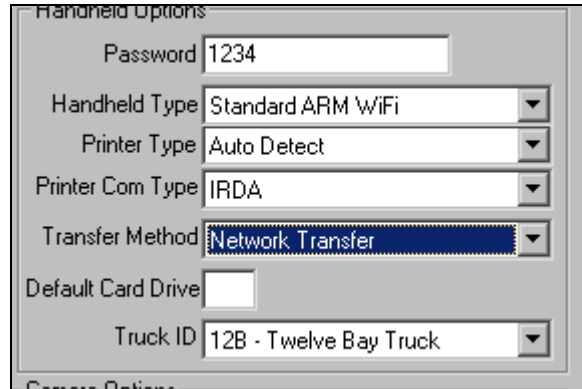 Handheld Options
Password 1234
Handheld Type Standard ARM WiFi
Printer Type Auto Detect
Printer Com Type IRDA
Transfer Method Network Transfer
Default Card Drive
Truck ID 12B - Twelve Bay Truck
Camera Options